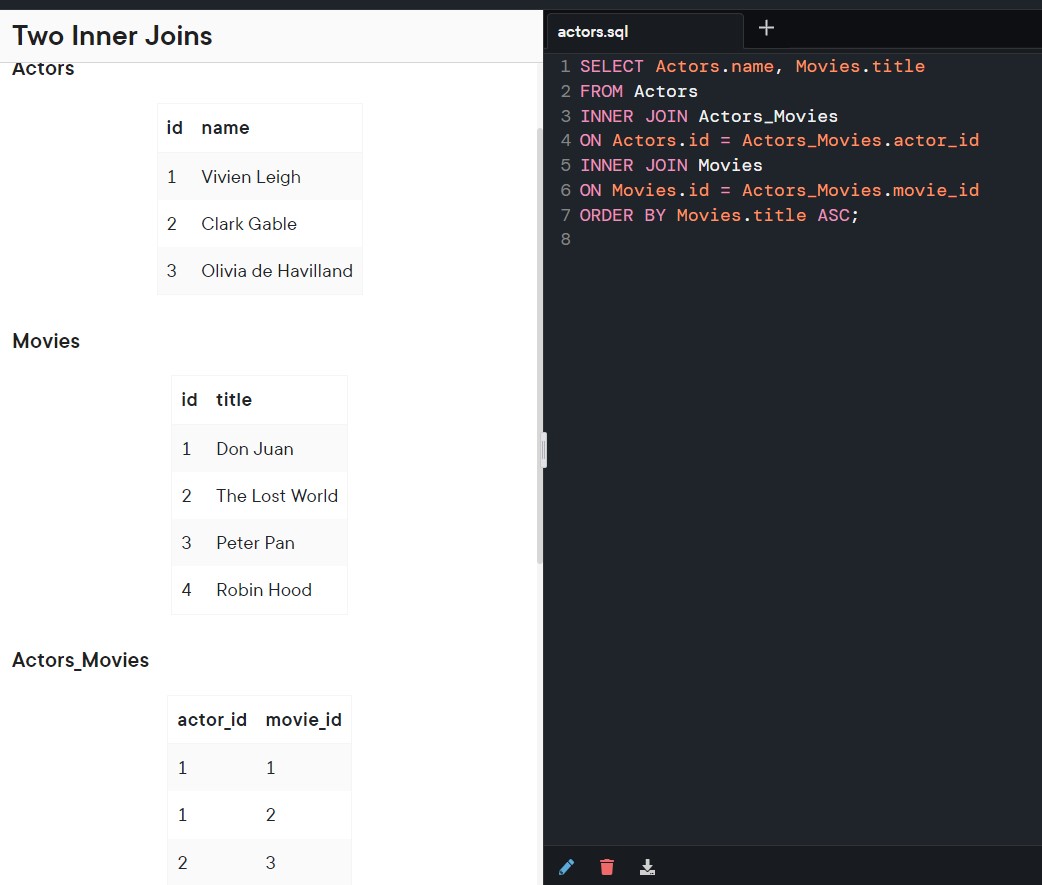 Two Inner Joins
Actors
id name
1 Vivien Leigh
2 Clark Gable
3 Olivia de Havilland
Movies
id title
1 Don Juan
2 The Lost World
3 Peter Pan
4 Robin Hood
Actors_Movies
actor_id movie_id
1 1
1 2
2 3
actors.sql
1 SELECT Actors.name, Movies.title
2 FROM Actors
3 INNER JOIN Actors_Movies
4 ON Actors.id = Actors_Movies.actor_id
5 INNER JOIN Movies
6 ON Movies.id = Actors_Movies.movie_id
7 ORDER BY Movies.title ASC;
8